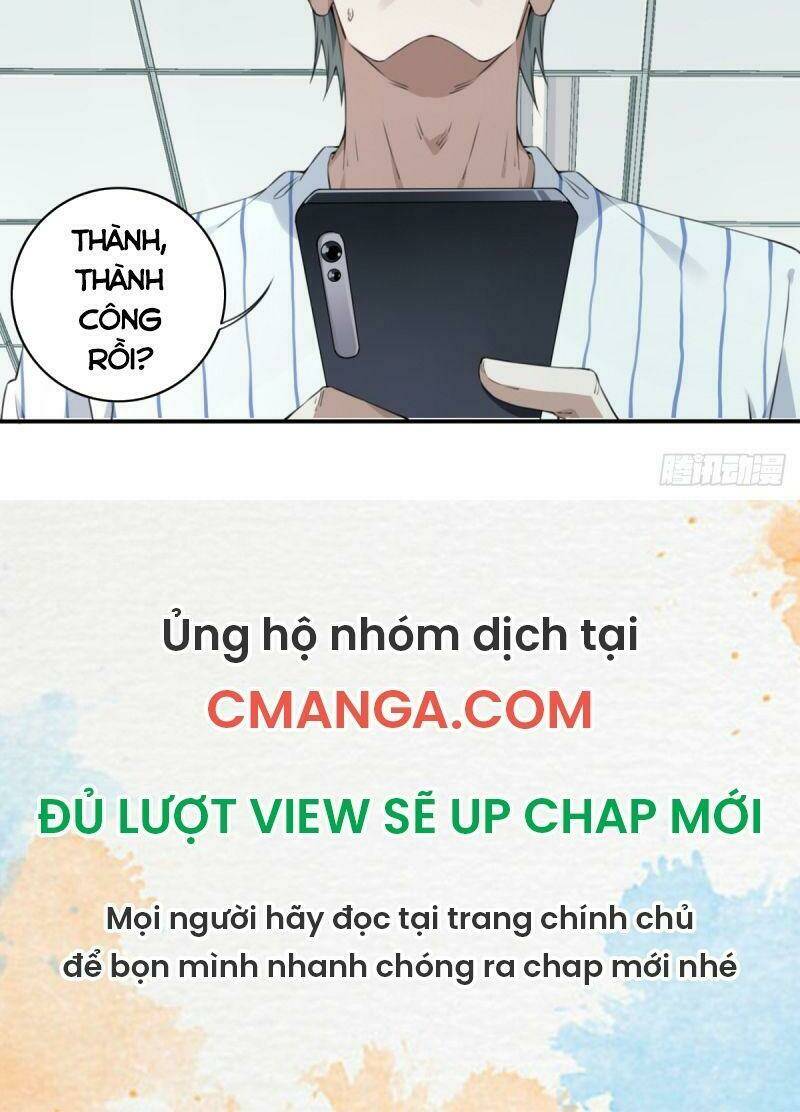 THÀNH,
THÀNH
CÔNG
RỒI?
腾讯动漫
Ủng hộ nhóm dịch tại
CMANGA.COM
ĐỦ LƯỢT VIEW SẼ UP CHAP MỚI
Mọi người hãy đọc tại trang chính chủ
để bọn mình nhanh chóng ra chap mới nhé